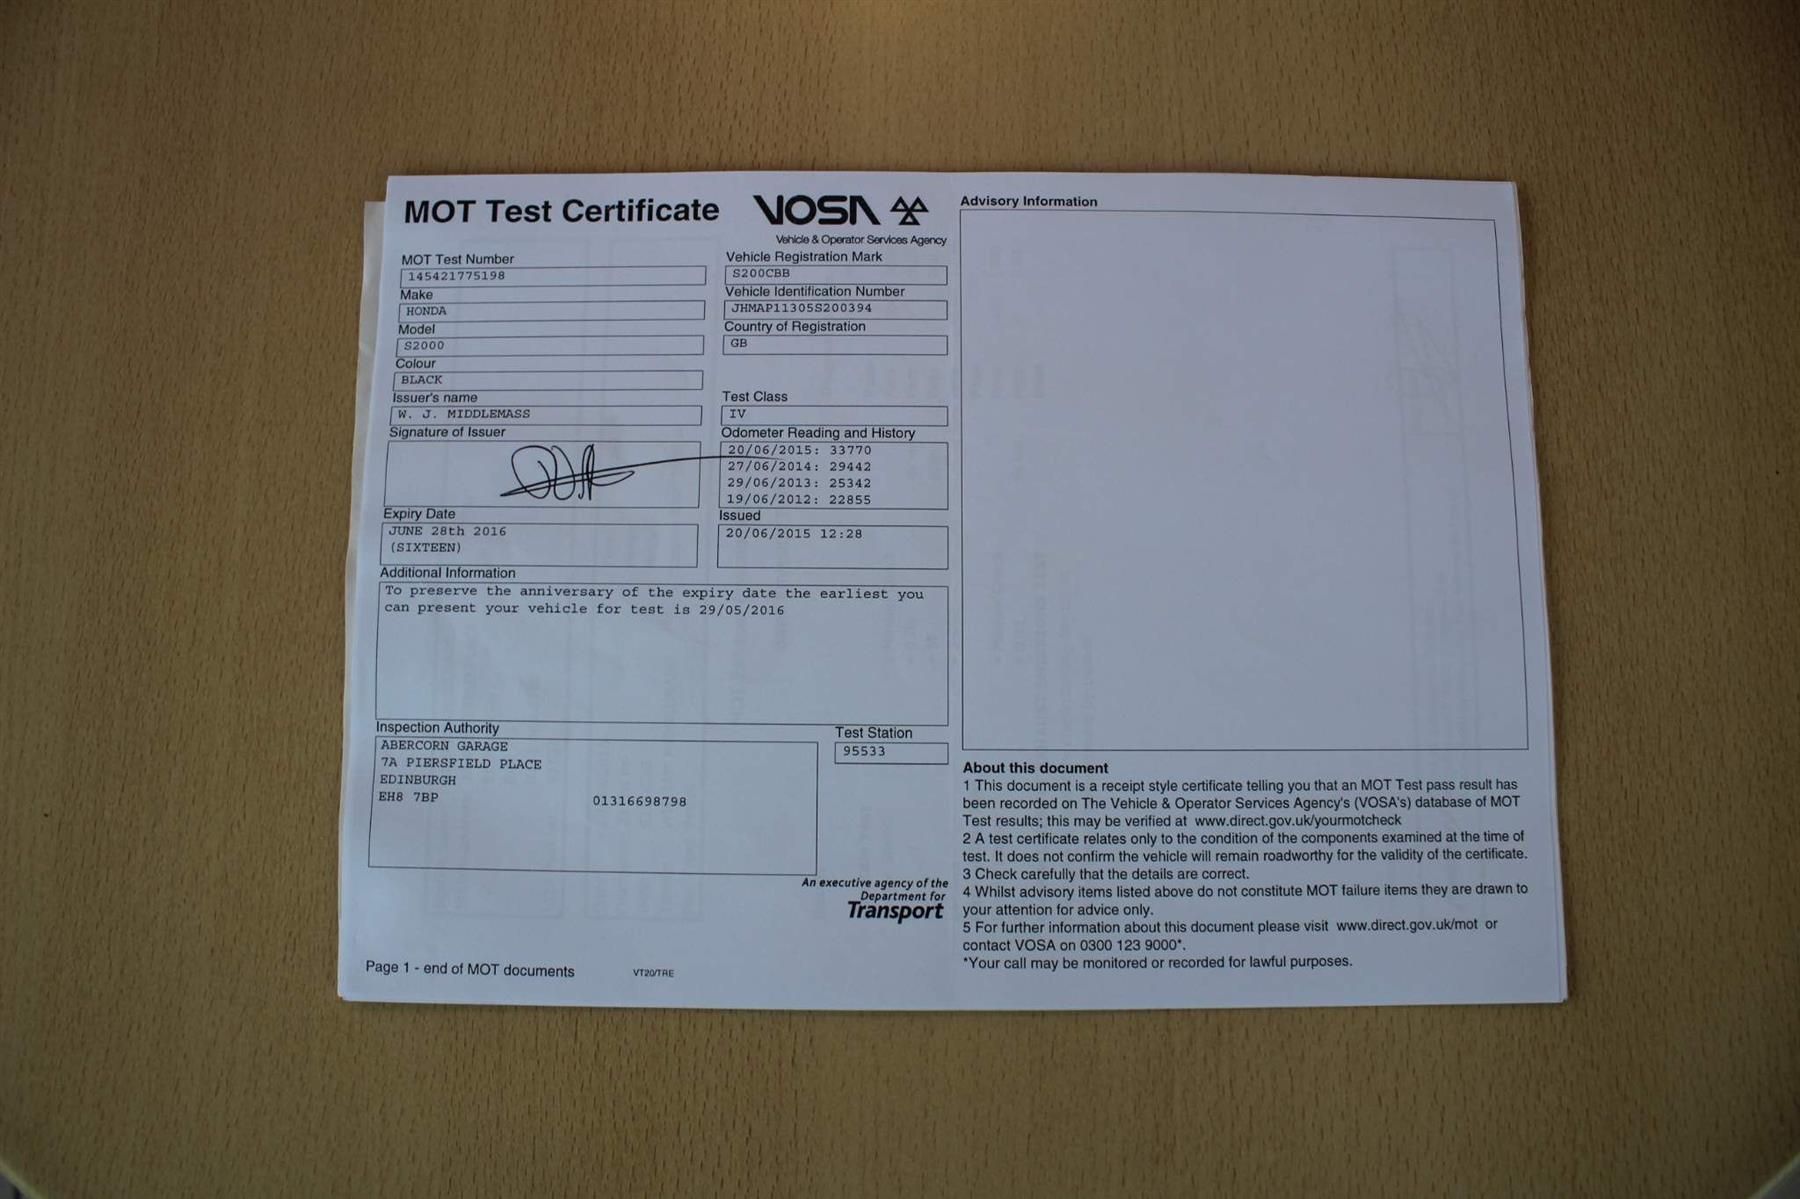 MOT Test Certificate
VOSA
Vehicle & Operator Services Agency
MOT Test Number
145421775198
Make
HONDA
Model
S2000
Colour
BLACK
Issuer's name
W. J. MIDDLEMASS
Signature of Issuer
Expiry Date
JUNE 28th 2016
(SIXTEEN)
Vehicle Registration Mark
S200CBB
Vehicle Identification Number
JHMAP11305S200394
Country of Registration
GB
Test Class
IV
Odometer Reading and History
20/06/2015: 33770
27/06/2014: 29442
29/06/2013: 25342
19/06/2012: 22855
Issued
20/06/2015 12:28
Additional Information
To preserve the anniversary of the expiry date the earliest you
can present your vehicle for test is 29/05/2016
Inspection Authority
ABERCORN GARAGE
7A PIERSFIELD PLACE
EDINBURGH
EH8 7BP 01316698798
Test Station
95533
An executive agency of the
Department for
Transport
Page 1 - end of MOT documents VT20/TRE
Advisory Information
About this document
1 This document is a receipt style certificate telling you that an MOT Test pass result has
been recorded on The Vehicle & Operator Services Agency's (VOSA's) database of MOT
Test results; this may be verified at www.direct.gov.uk/yourmotcheck
2 A test certificate relates only to the condition of the components examined at the time of
test. It does not confirm the vehicle will remain roadworthy for the validity of the certificate.
3 Check carefully that the details are correct.
4 Whilst advisory items listed above do not constitute MOT failure items they are drawn to
your attention for advice only.
5 For further information about this document please visit www.direct.gov.uk/mot or
contact VOSA on 0300 123 9000*.
*Your call may be monitored or recorded for lawful purposes.